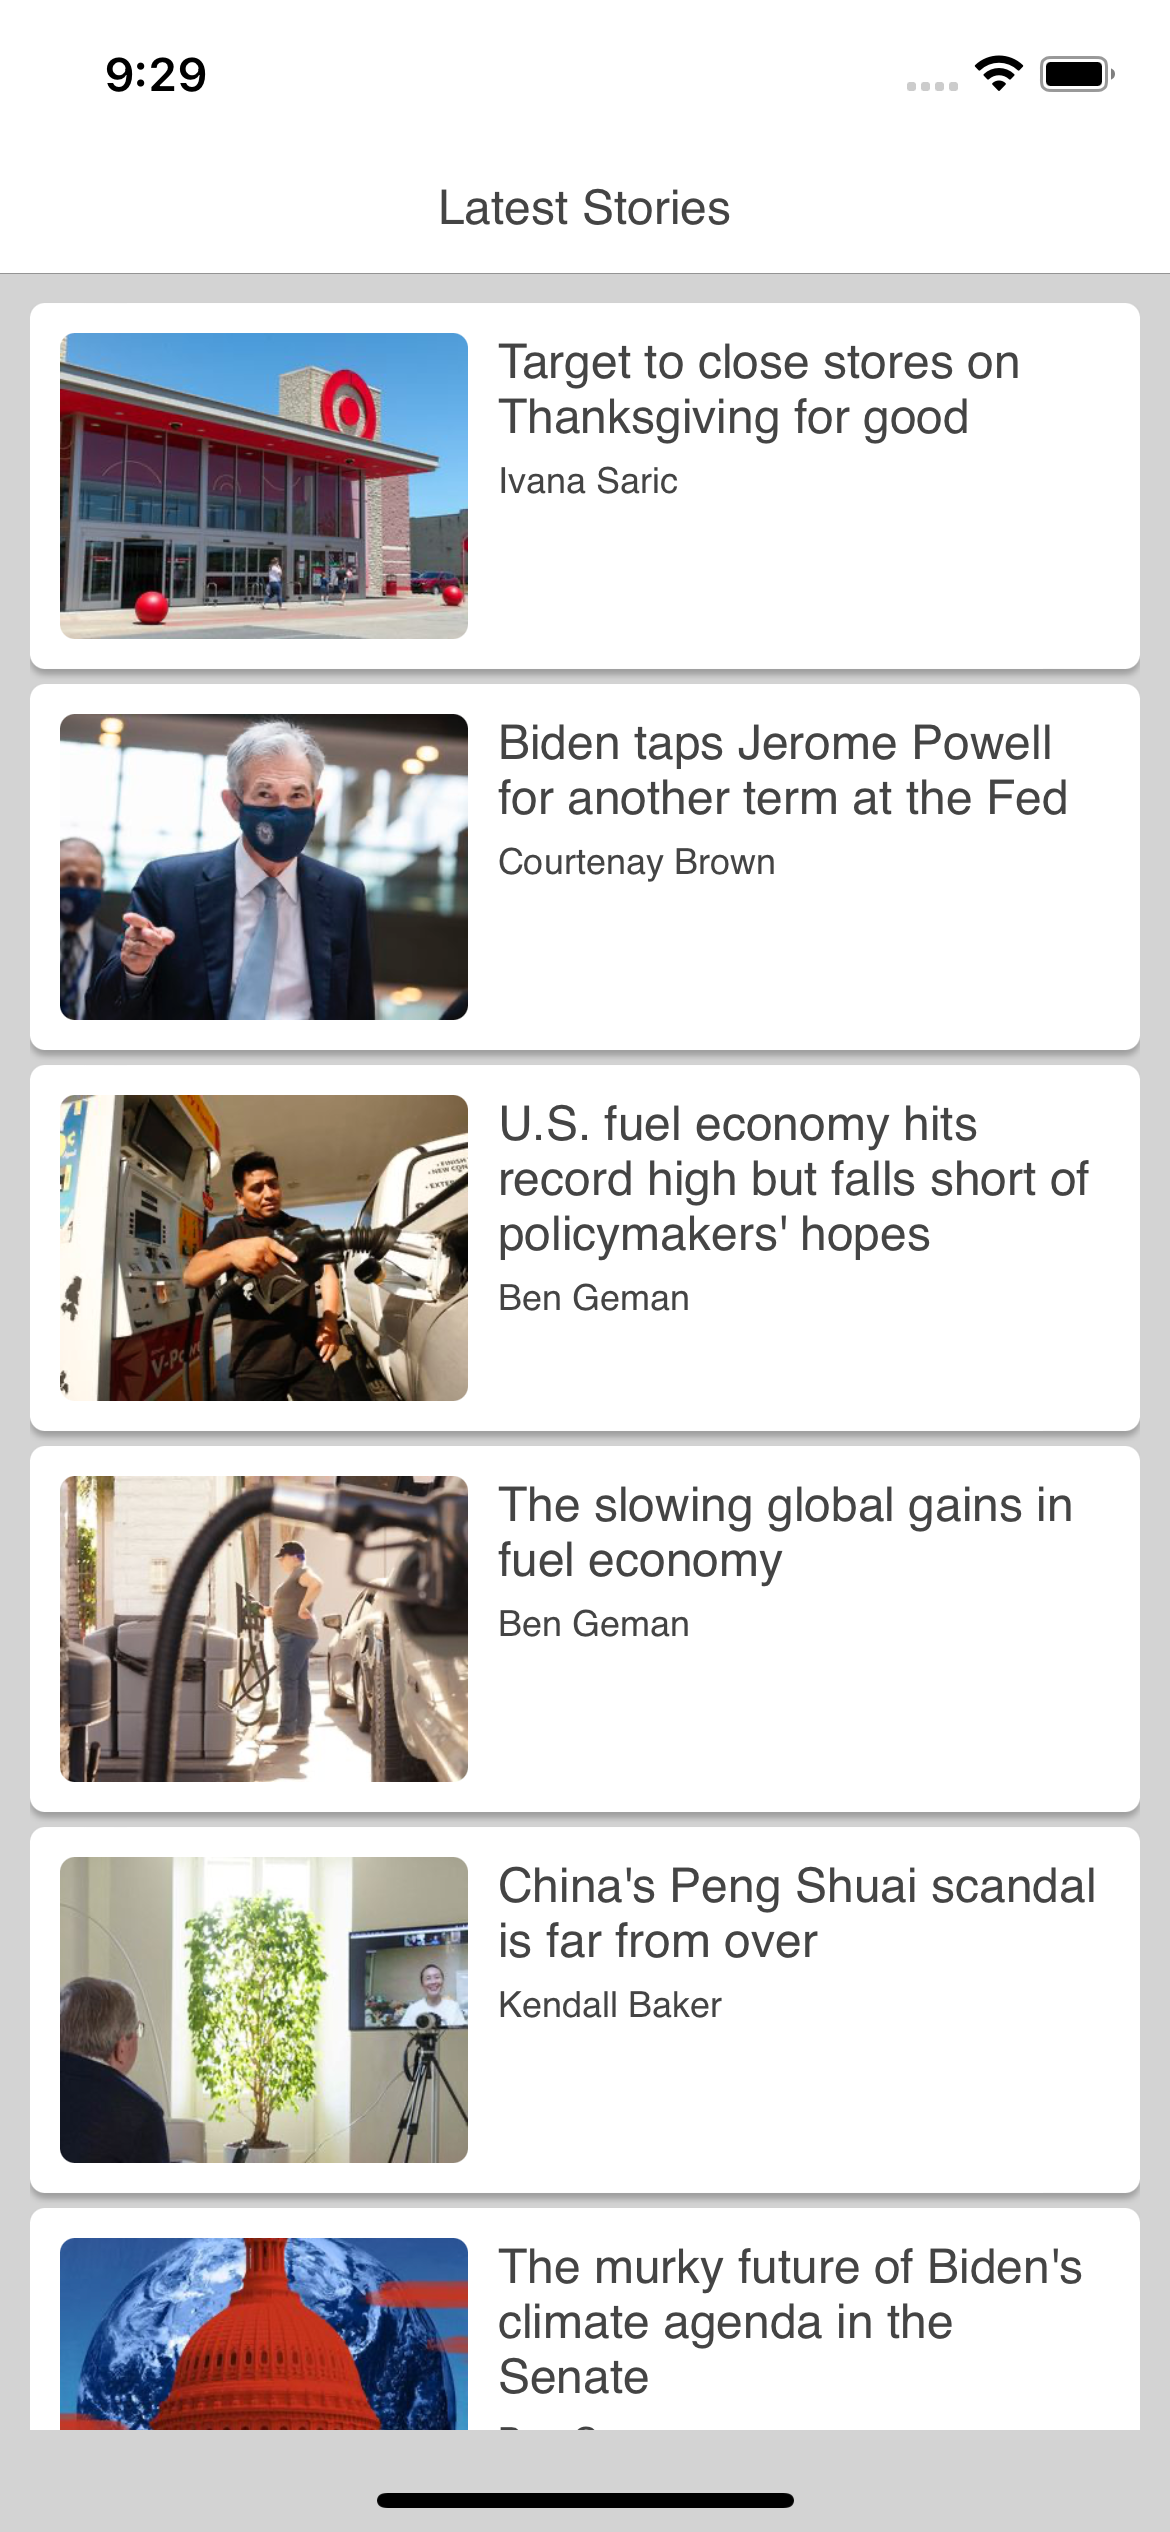 9:29
Latest Stories
Target to close stores on
Thanksgiving for good
Ivana Saric
Biden taps Jerome Powell
for another term at the Fed
Courtenay Brown
U.S. fuel economy hits
record high but falls short of
policymakers' hopes
Ben Geman
V-Po
The slowing global gains in
fuel economy
Ben Geman
China's Peng Shuai scandal
is far from over
Kendall Baker
The murky future of Biden's
climate agenda in the
Senate